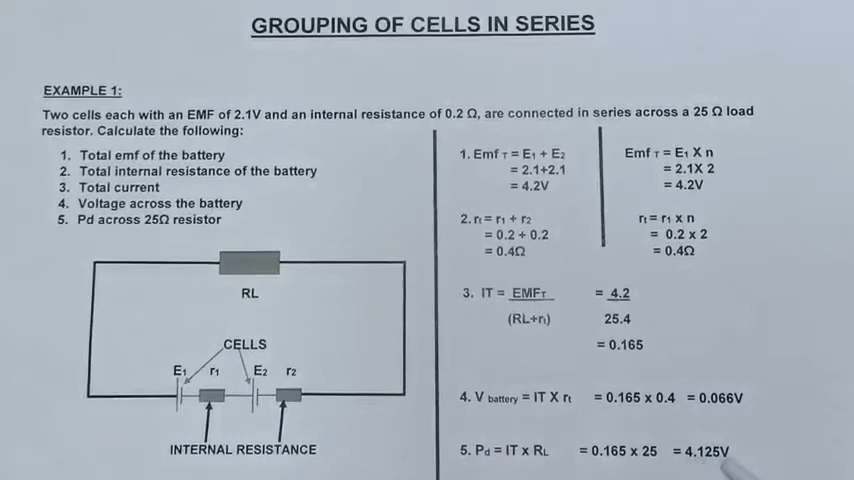 GROUPING OF CELLS IN SERIES
EXAMPLE 1:
Two cells each with an EMF of 2.1V and an internal resistance of 0.2 Ω, are connected in series across a 25 Ω load
resistor. Calculate the following:
1. Total emf of the battery
2. Total internal resistance of the battery
3. Total current
4. Voltage across the battery
5. Pd across 25Ω resistor
RL
CELLS
E1 r1 E2 r2
INTERNAL RESISTANCE
1. Emf T = E1 + E2
= 2.1+2.1
= 4.2V
Emf T = E1 X n
= 2.1X 2
= 4.2V
2. rt = r1 + r2
= 0.2 + 0.2
= 0.4Ω
rt = r1 x n
= 0.2 x 2
= 0.4Ω
3. IT = EMFT = 4.2
(RL+rt) 25.4
= 0.165
4. V battery = IT X rt = 0.165 x 0.4 = 0.066V
5. Pd = IT x RL = 0.165 x 25 = 4.125V